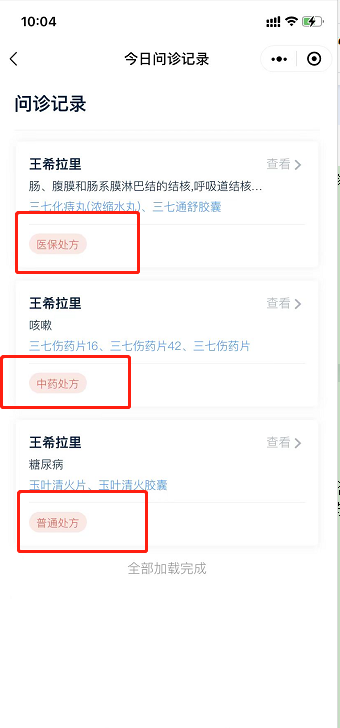 10:04
今日问诊记录
问诊记录
王希拉里
查看
肠、腹膜和肠系膜淋巴结的结核,呼吸道结核...
三七化痔丸(浓缩水丸)、三七通舒胶囊
医保处方
王希拉里
查看
咳嗽
三七伤药片16、三七伤药片42、三七伤药片
中药处方
王希拉里
查看
糖尿病
玉叶清火片、玉叶清火胶囊
普通处方
全部加载完成